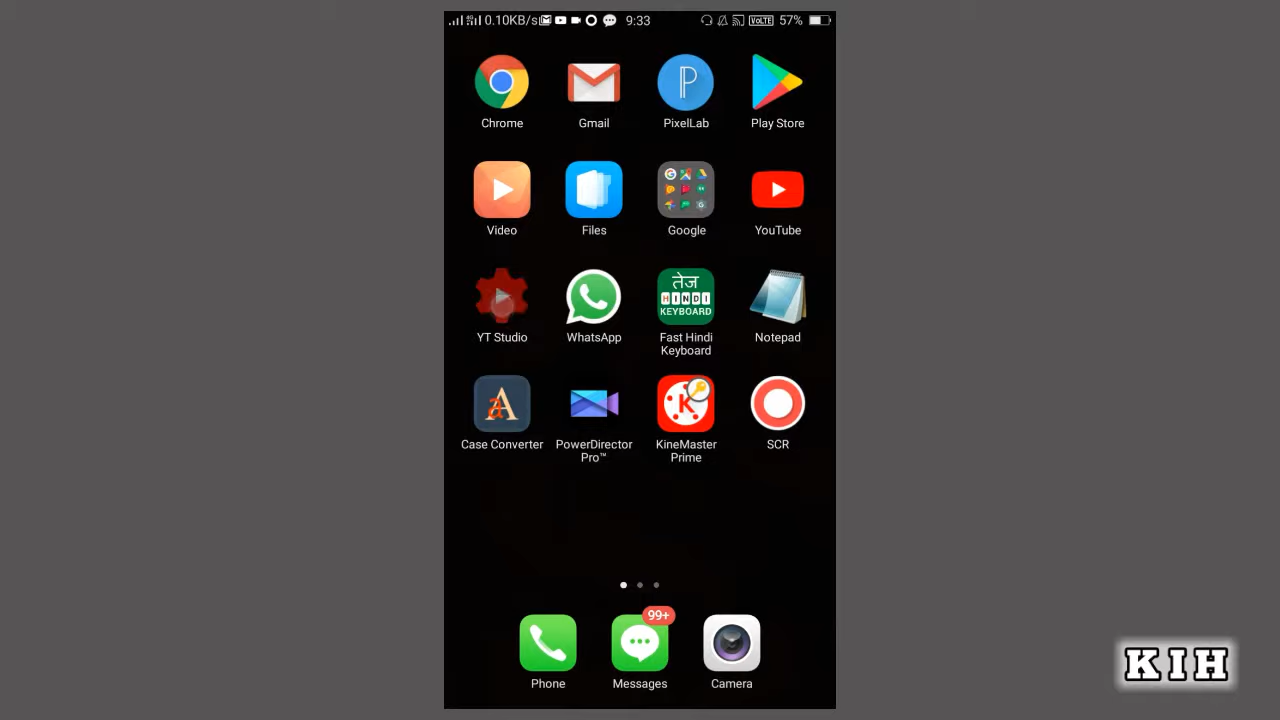 0.10KB/s 9:33 VoLTE 57%
Chrome Gmail PixelLab Play Store
Video Files Google YouTube
तेज़
HINDI
KEYBOARD
YT Studio WhatsApp Fast Hindi Keyboard Notepad
Case Converter PowerDirector Pro™ KineMaster Prime SCR
99+
Phone Messages Camera
KIH